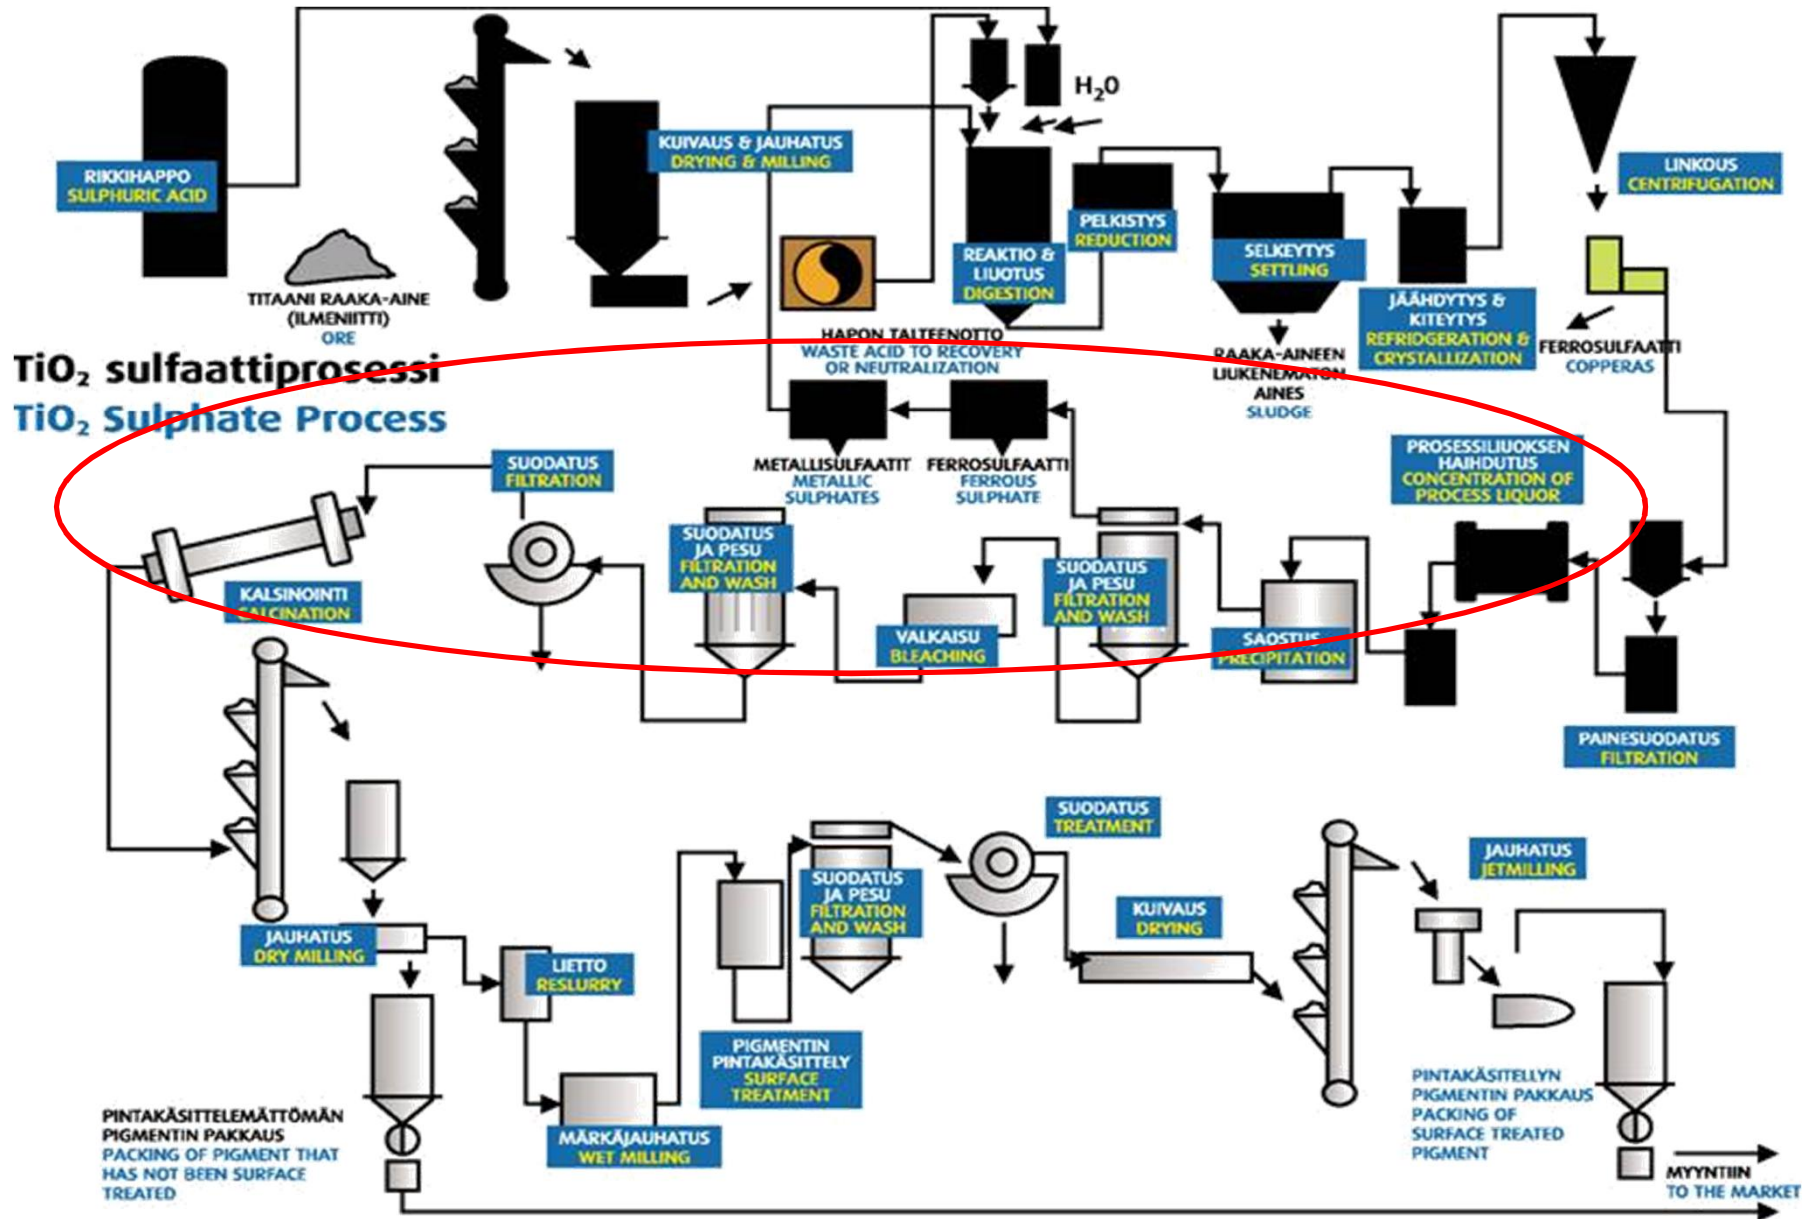 H₂0
RIKKIHAPPO
SULPHURIC ACID
KUIVAUS & JAUHATUS
DRYING & MILLING
LINKOUS
CENTRIFUGATION
TITAANI RAAKA-AINE
(ILMENIITTI)
ORE
REAKTIO &
LIUOTUS
DIGESTION
PELKISTYS
REDUCTION
SELKEYTYS
SETTLING
JÄÄHDYTYS &
KITEYTYS
REFRIDGERATION &
CRYSTALLIZATION
FERROSULFAATTI
COPPERAS
HAPON TALTEENOTTO
WASTE ACID TO RECOVERY
OR NEUTRALIZATION
RAAKA-AINEEN
LIUKENEMATON
AINES
SLUDGE
TiO₂ sulfaattiprosessi
TiO₂ Sulphate Process
SUODATUS
FILTRATION
METALLISULFAATIT
METALLIC
SULPHATES
FERROSULFAATTI
FERROUS
SULPHATE
PROSESSILIUOKSEN
HAIHDUTUS
CONCENTRATION OF
PROCESS LIQUOR
KALSINOINTI
CALCINATION
SUODATUS
JA PESU
FILTRATION
AND WASH
VALKAISU
BLEACHING
SUODATUS
JA PESU
FILTRATION
AND WASH
SAOSTUS
PRECIPITATION
PAINESUODATUS
FILTRATION
JAUHATUS
DRY MILLING
LIETTO
RESLURRY
SUODATUS
JA PESU
FILTRATION
AND WASH
SUODATUS
TREATMENT
KUIVAUS
DRYING
JAUHATUS
JETMILLING
PIGMENTIN
PINTAKÄSITTELY
SURFACE
TREATMENT
MÄRKÄJAUHATUS
WET MILLING
PINTAKÄSITTELEMÄTTÖMÄN
PIGMENTIN PAKKAUS
PACKING OF PIGMENT THAT
HAS NOT BEEN SURFACE
TREATED
PINTAKÄSITELLYN
PIGMENTIN PAKKAUS
PACKING OF
SURFACE TREATED
PIGMENT
MYYNTIIN
TO THE MARKET